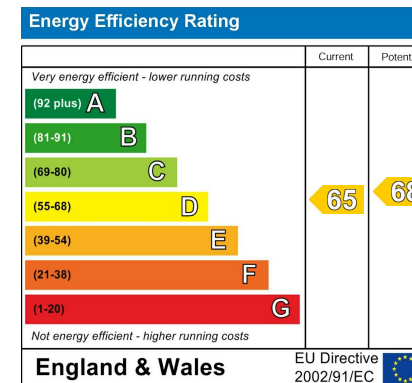 Energy Efficiency Rating
Current Potent
Very energy efficient - lower running costs
(92 plus) A
(81-91) B
(69-80) C
(55-68) D 65 68
(39-54) E
(21-38) F
(1-20) G
Not energy efficient - higher running costs
England & Wales
EU Directive
2002/91/EC